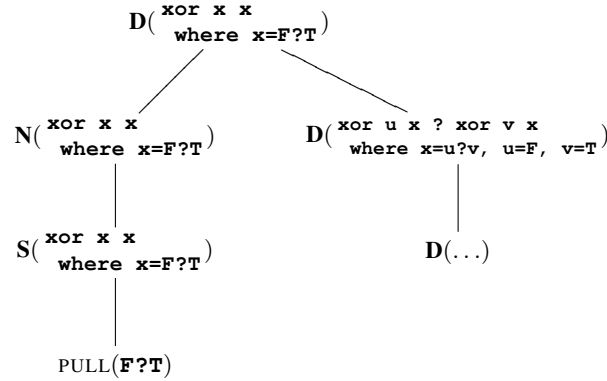 D( xor x x
where x=F?T )
N( xor x x
where x=F?T )
D( xor u x ? xor v x
where x=u?v, u=F, v=T )
S( xor x x
where x=F?T )
D(...)
PULL(F?T)